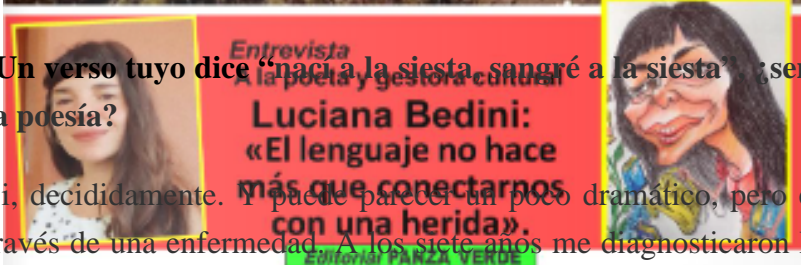 Entrevista
A la poeta y gestora cultural
Luciana Bedini:
«El lenguaje no hace
más que conectarnos
con una herida».
Editorial PANZA VERDE
Un verso tuyo dice “nací a la siesta, sangré a la siesta” ¿ser
a poesía?
i, decididamente. Y puede parecer un poco dramático, pero
ravés de una enfermedad. A los siete años me diagnosticaron